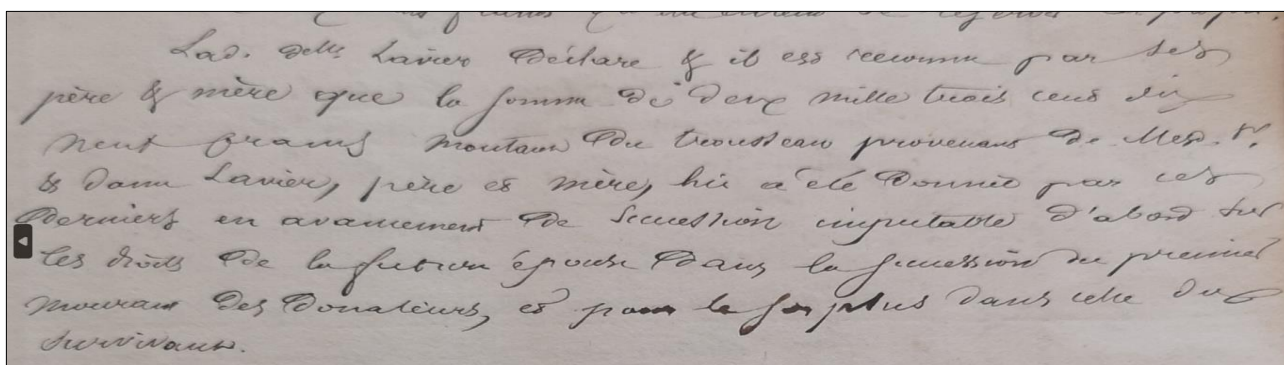 Lad. Delle Lavier Déclare & il est reconnu par ses
père & mère que la somme de deux mille trois cent dix
neuf francs montant Du trousseau provenant De Mes. Sr.
& dame Lavier, père et mère, lui a été Donnée par ces
Derniers en avancement De succession imputable d'abord sur
les droits De la future épouse Dans la succession du premier
mourant Des Donateurs, et pour le surplus dans celle du
survivant.